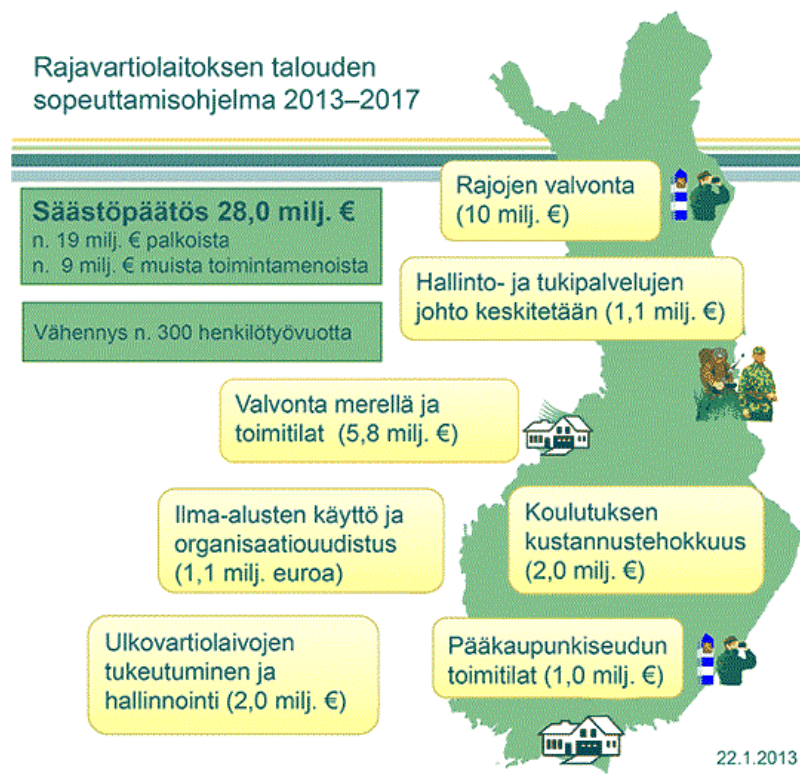 Rajavartiolaitoksen talouden
sopeuttamisohjelma 2013–2017
Säästöpäätös 28,0 milj. €
n. 19 milj. € palkoista
n. 9 milj. € muista toimintamenoista
Vähennys n. 300 henkilötyövuotta
Rajojen valvonta
(10 milj. €)
Hallinto- ja tukipalvelujen
johto keskitetään (1,1 milj. €)
Valvonta merellä ja
toimitilat (5,8 milj. €)
Ilma-alusten käyttö ja
organisaatiouudistus
(1,1 milj. euroa)
Koulutuksen
kustannustehokkuus
(2,0 milj. €)
Ulkovartiolaivojen
tukeutuminen ja
hallinnointi (2,0 milj. €)
Pääkaupunkiseudun
toimitilat (1,0 milj. €)
22.1.2013